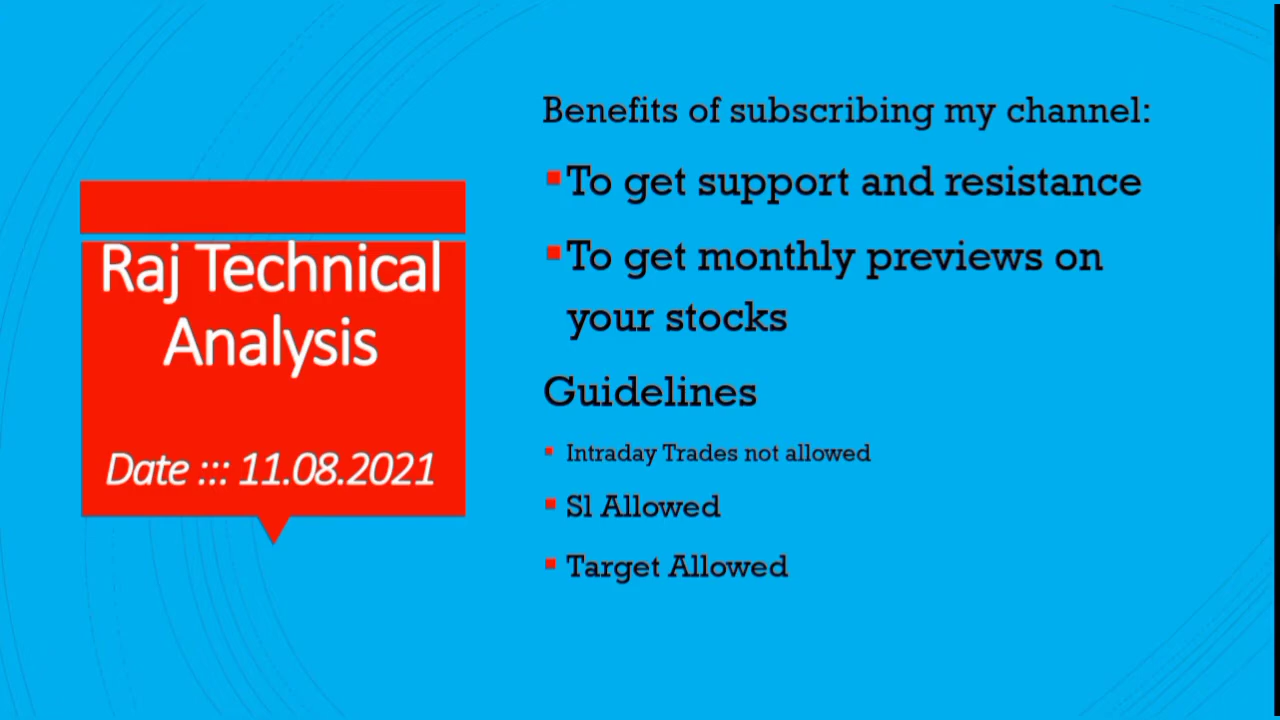 Raj Technical
Analysis
Date ::: 11.08.2021
Benefits of subscribing my channel:
To get support and resistance
To get monthly previews on
your stocks
Guidelines
Intraday Trades not allowed
Sl Allowed
Target Allowed